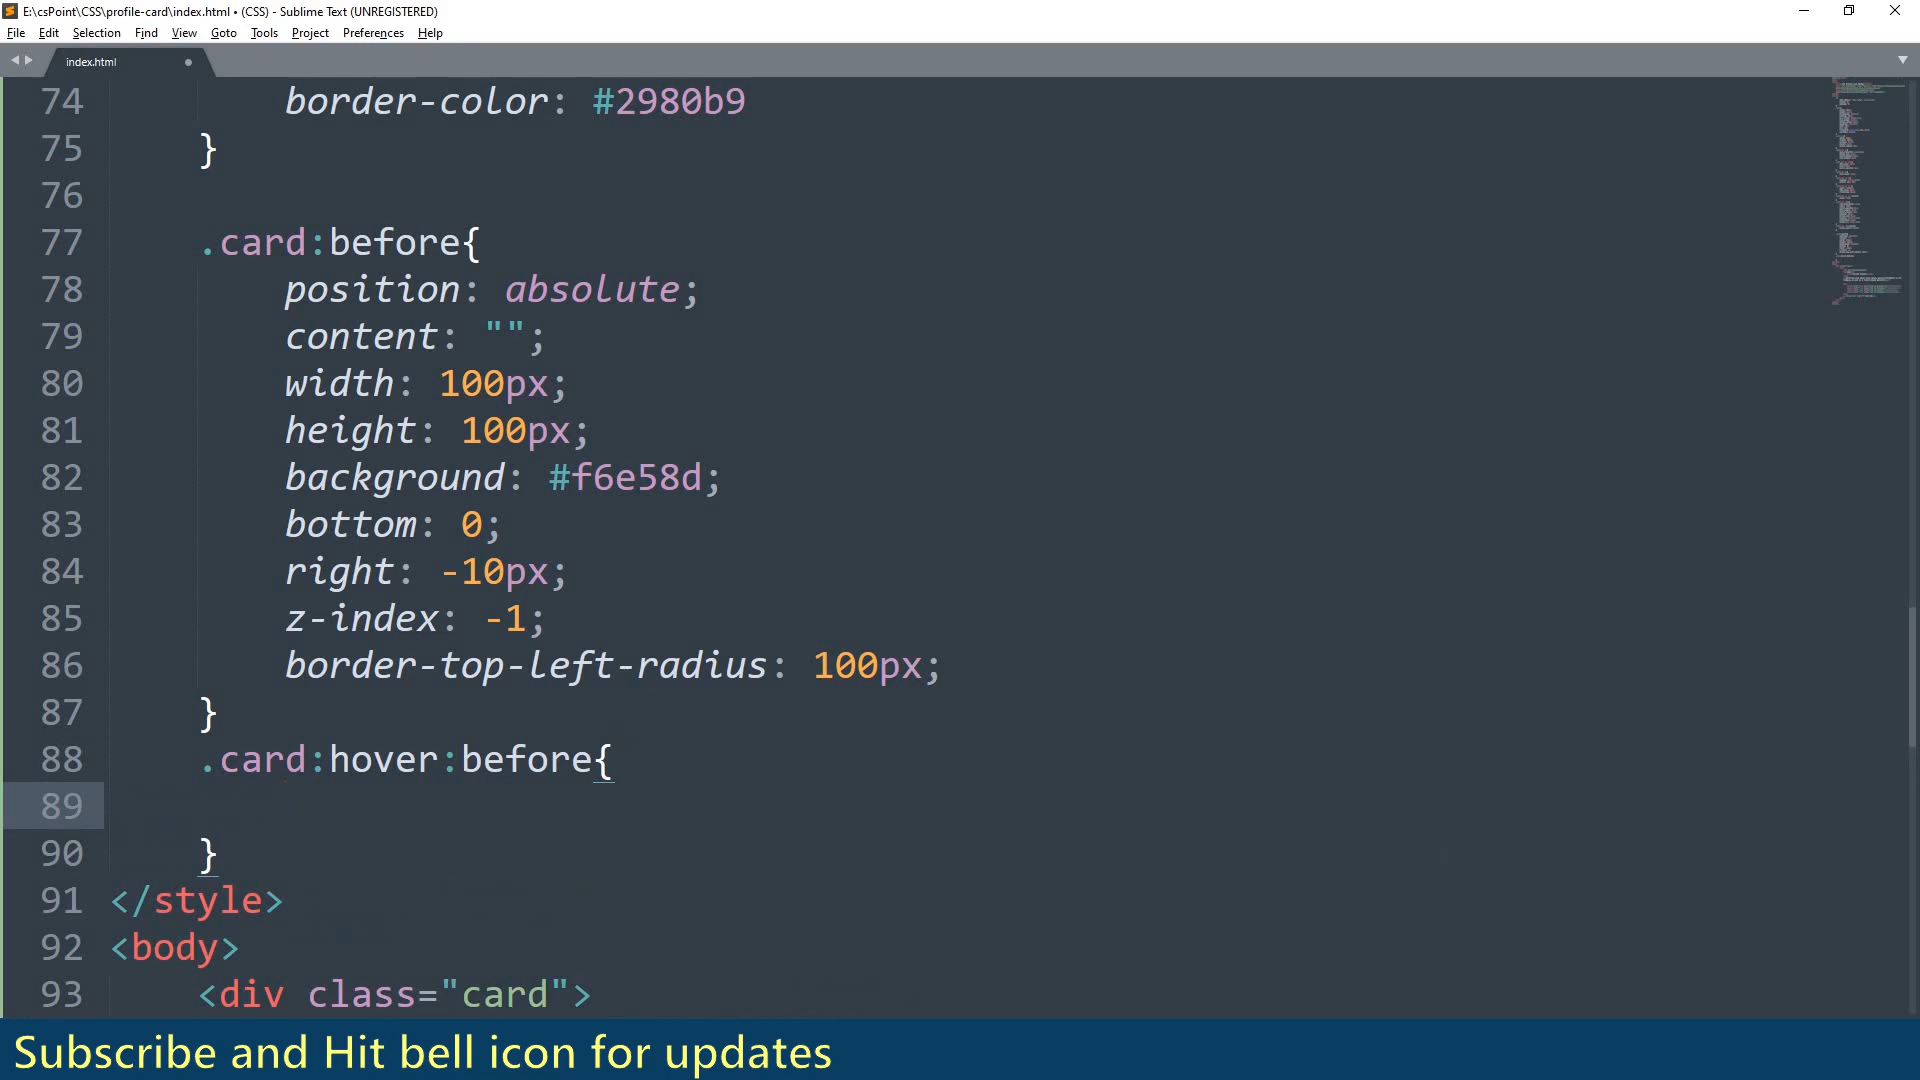 E:\csPoint\CSS\profile-card\index.html • (CSS) - Sublime Text (UNREGISTERED)
File Edit Selection Find View Goto Tools Project Preferences Help
index.html
74 border-color: #2980b9
75 }
76
77 .card:before{
78 position: absolute;
79 content: "";
80 width: 100px;
81 height: 100px;
82 background: #f6e58d;
83 bottom: 0;
84 right: -10px;
85 z-index: -1;
86 border-top-left-radius: 100px;
87 }
88 .card:hover:before{
89
90 }
91 </style>
92 <body>
93 <div class="card">
Subscribe and Hit bell icon for updates